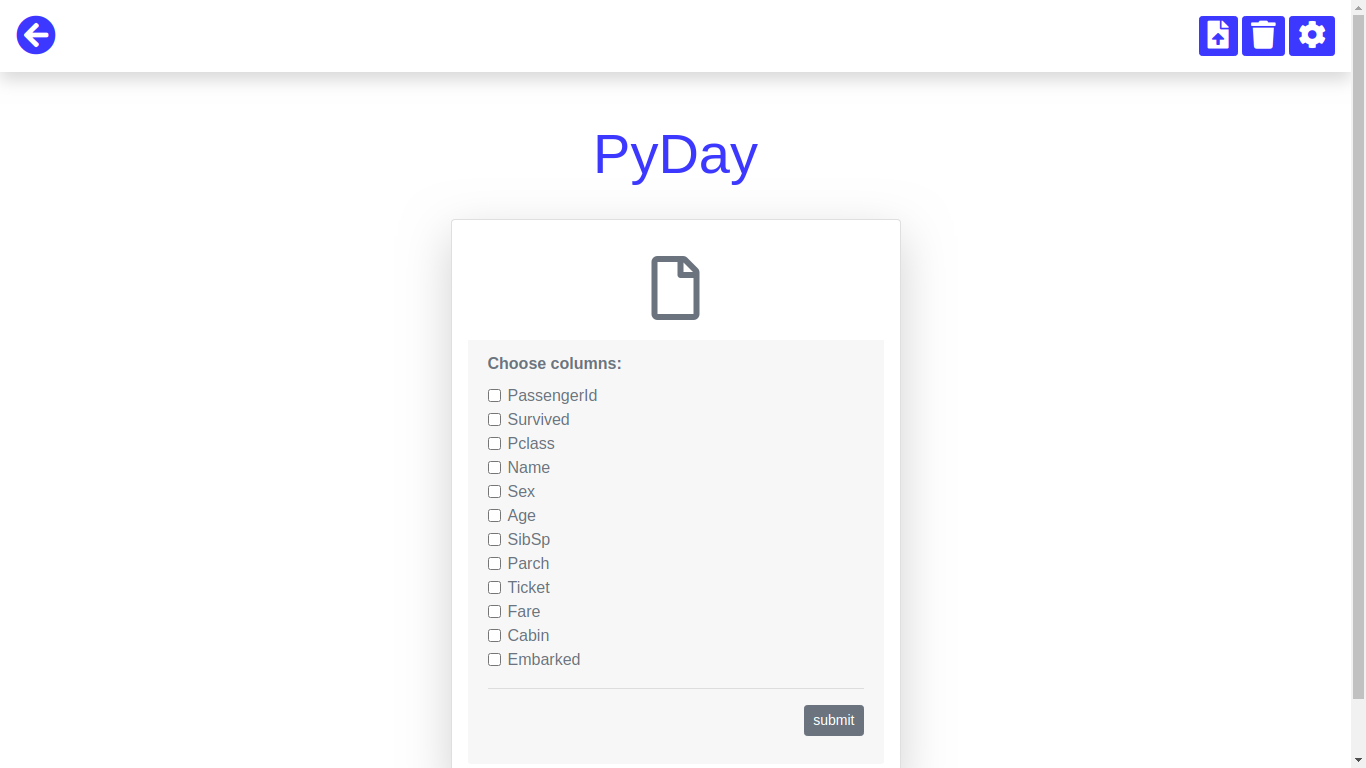 PyDay
Choose columns:
PassengerId
Survived
Pclass
Name
Sex
Age
SibSp
Parch
Ticket
Fare
Cabin
Embarked
submit